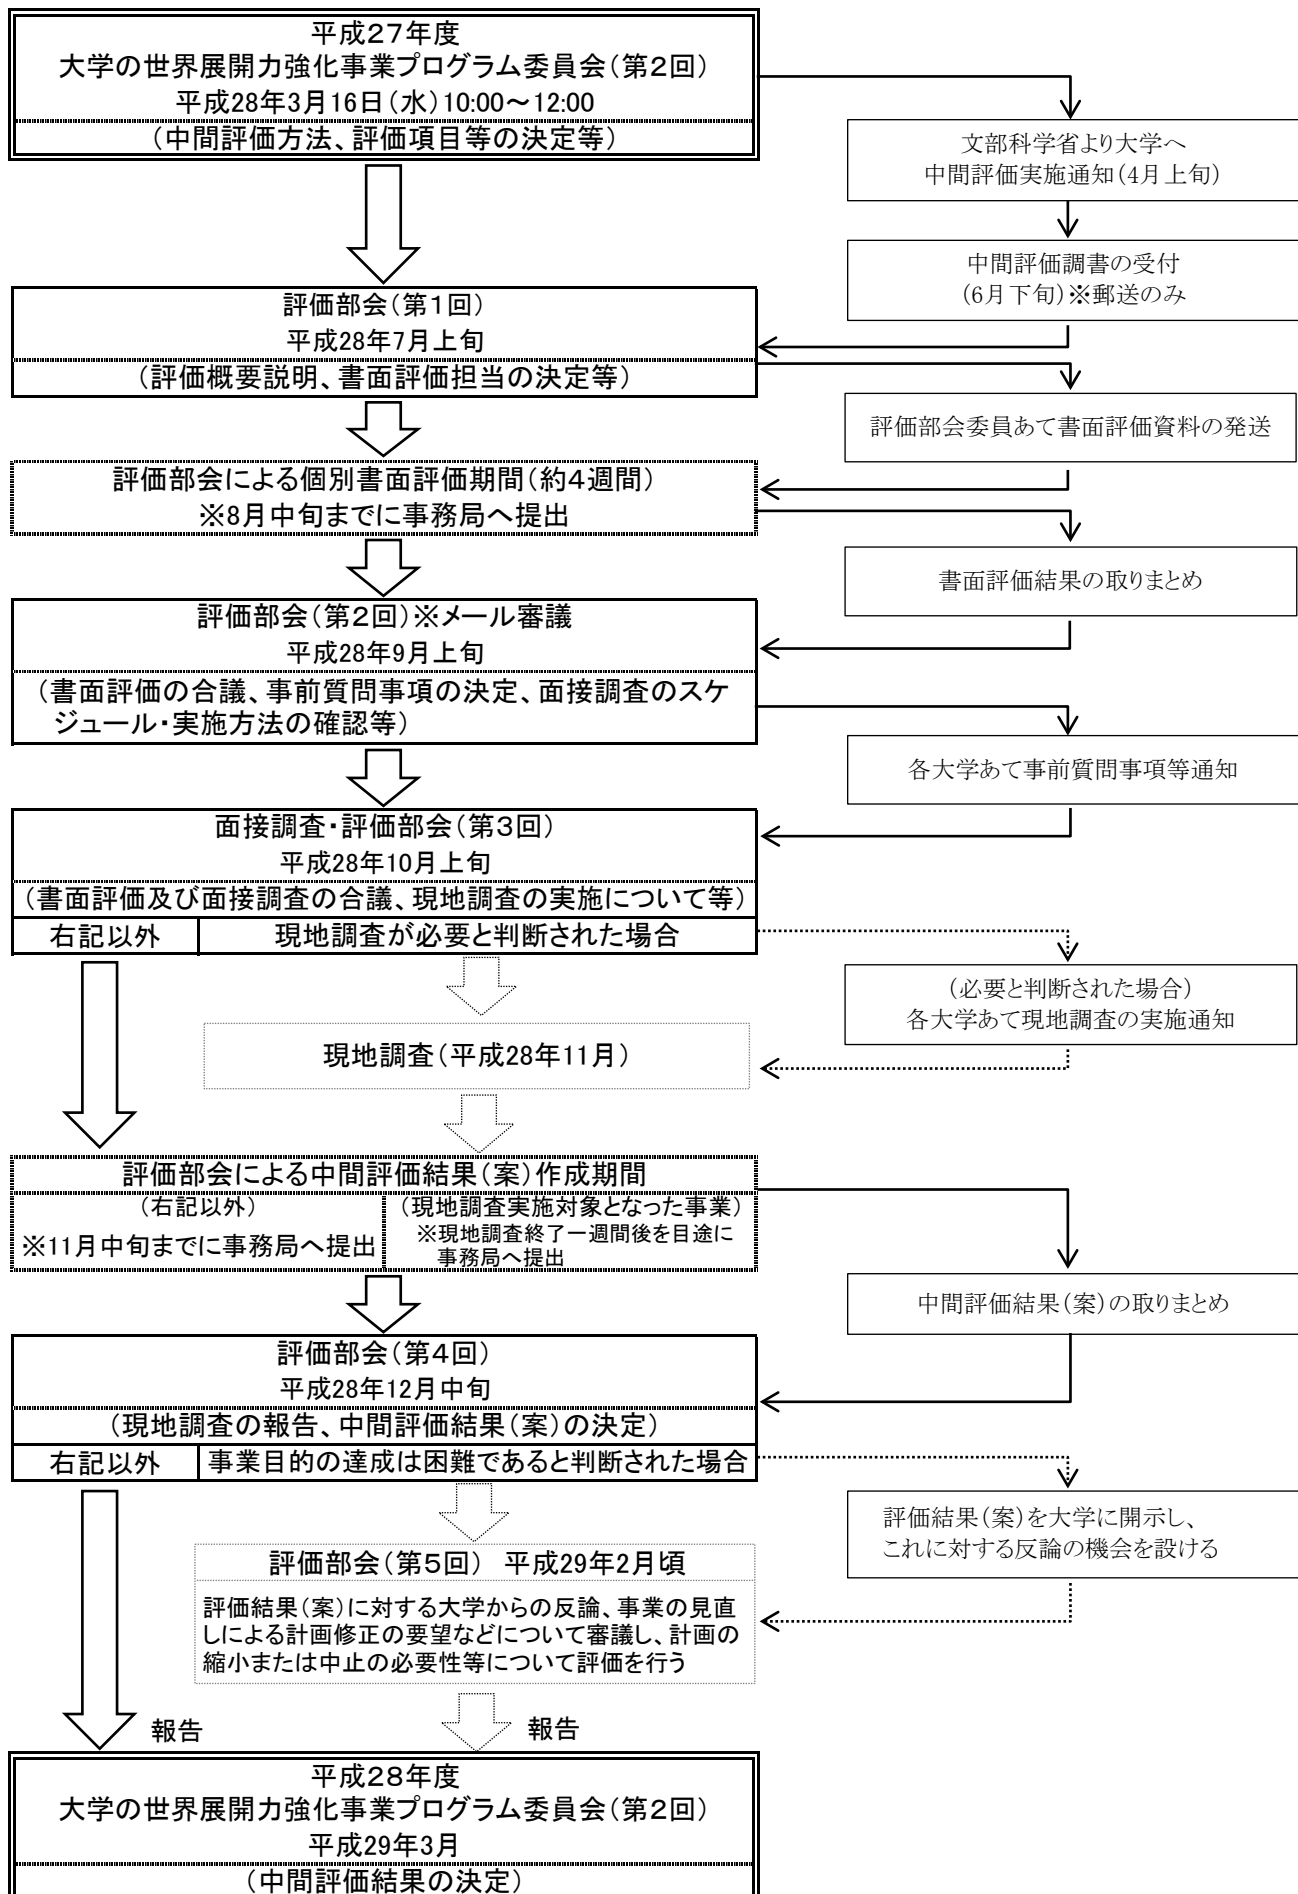 平成27年度
大学の世界展開力強化事業プログラム委員会（第2回）
平成28年3月16日（水）10:00～12:00
（中間評価方法、評価項目等の決定等）
文部科学省より大学へ
中間評価実施通知（4月上旬）
中間評価調書の受付
（6月下旬）※郵送のみ
評価部会（第1回）
平成28年7月上旬
（評価概要説明、書面評価担当の決定等）
評価部会委員あて書面評価資料の発送
評価部会による個別書面評価期間（約4週間）
※8月中旬までに事務局へ提出
書面評価結果の取りまとめ
評価部会（第2回）※メール審議
平成28年9月上旬
（書面評価の合議、事前質問事項の決定、面接調査のスケ
ジュール・実施方法の確認等）
各大学あて事前質問事項等通知
面接調査・評価部会（第3回）
平成28年10月上旬
（書面評価及び面接調査の合議、現地調査の実施について等）
右記以外
現地調査が必要と判断された場合
（必要と判断された場合）
各大学あて現地調査の実施通知
現地調査（平成28年11月）
評価部会による中間評価結果（案）作成期間
（右記以外）
※11月中旬までに事務局へ提出
（現地調査実施対象となった事業）
※現地調査終了一週間後を目途に
事務局へ提出
中間評価結果（案）の取りまとめ
評価部会（第4回）
平成28年12月中旬
（現地調査の報告、中間評価結果（案）の決定）
右記以外
事業目的の達成は困難であると判断された場合
評価結果（案）を大学に開示し、
これに対する反論の機会を設ける
評価部会（第5回）　平成29年2月頃
評価結果（案）に対する大学からの反論、事業の見直
しによる計画修正の要望などについて審議し、計画の
縮小または中止の必要性等について評価を行う
報告
報告
平成28年度
大学の世界展開力強化事業プログラム委員会（第2回）
平成29年3月
（中間評価結果の決定）